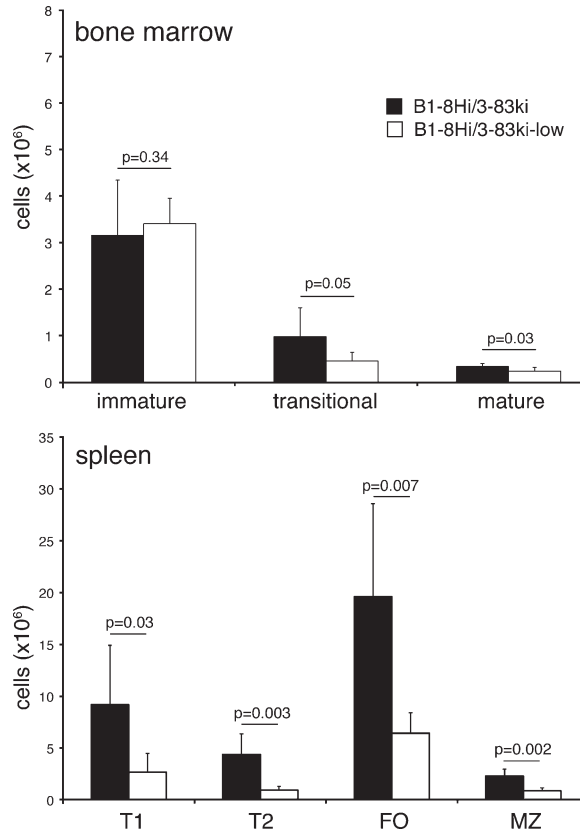 bone marrow
8
7
6
5
4
3
2
1
0
cells (x10⁶)
B1-8Hi/3-83ki
B1-8Hi/3-83ki-low
p=0.34
p=0.05
p=0.03
immature transitional mature
spleen
35
30
25
20
15
10
5
0
cells (x10⁶)
p=0.03
p=0.003
p=0.007
p=0.002
T1 T2 FO MZ